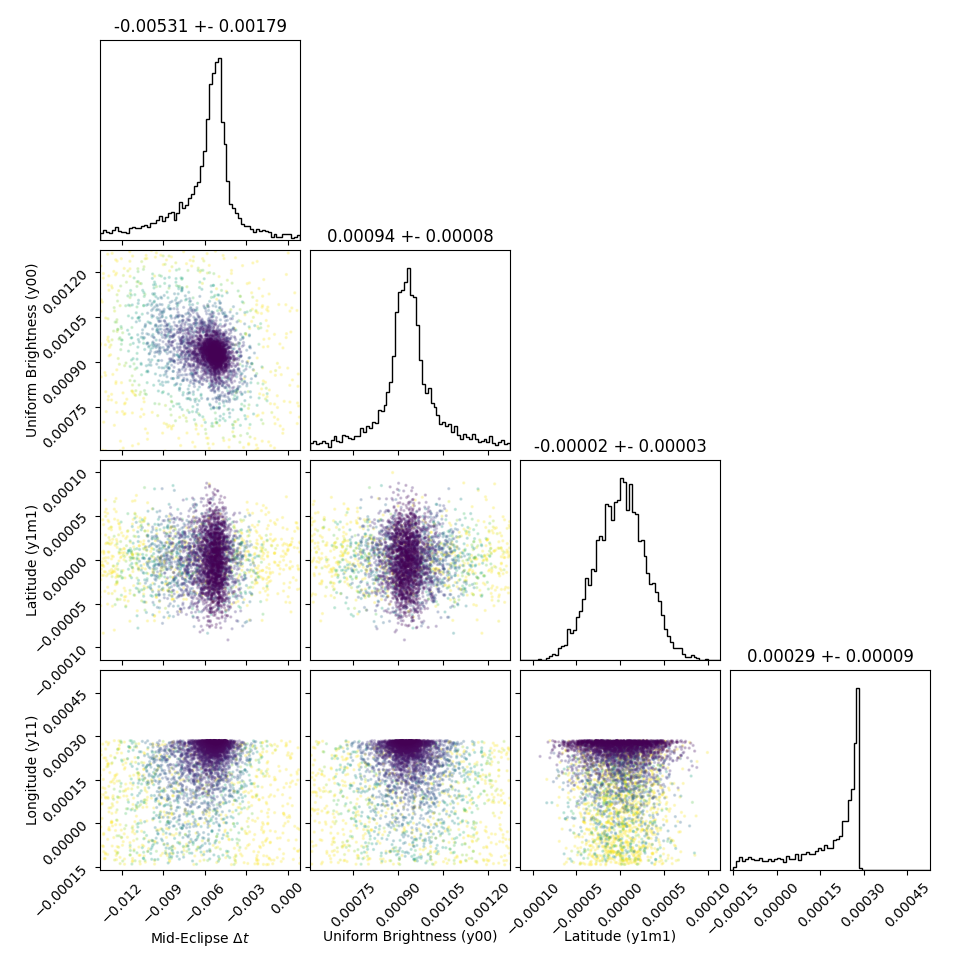 -0.00531 +- 0.00179
0.00094 +- 0.00008
Uniform Brightness (y00)
0.00120
0.00105
0.00090
0.00075
-0.00002 +- 0.00003
Latitude (y1m1)
0.00010
0.00005
0.00000
−0.00005
−0.00010
0.00029 +- 0.00009
Longitude (y11)
0.00045
0.00030
0.00015
0.00000
−0.00015
−0.012 −0.009 −0.006 −0.003 0.000
0.00075 0.00090 0.00105 0.00120
−0.00010 −0.00005 0.00000 0.00005 0.00010
−0.00015 0.00000 0.00015 0.00030 0.00045
Mid-Eclipse Δt
Uniform Brightness (y00)
Latitude (y1m1)